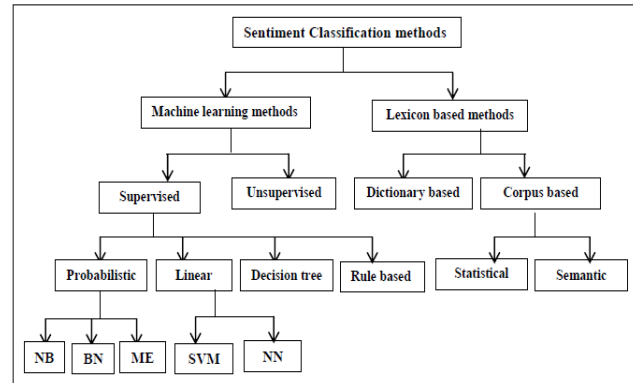 Sentiment Classification methods
Machine learning methods
Lexicon based methods
Supervised
Unsupervised
Dictionary based
Corpus based
Probabilistic
Linear
Decision tree
Rule based
Statistical
Semantic
NB
BN
ME
SVM
NN